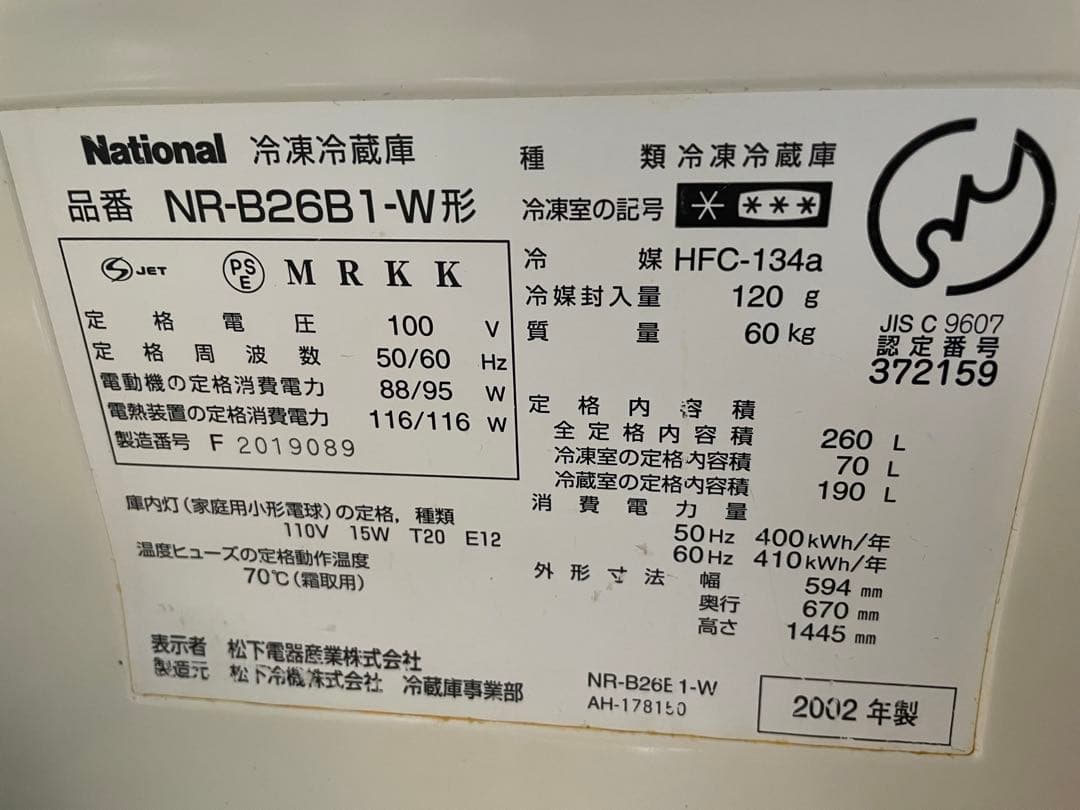 National 冷凍冷蔵庫
品番 NR-B26B1-W形
JET
PS
E
M R K K
定格電圧 100 V
定格周波数 50/60 Hz
電動機の定格消費電力 88/95 W
電熱装置の定格消費電力 116/116 W
製造番号 F 2019089
庫内灯(家庭用小形電球)の定格,種類
110V 15W T20 E12
温度ヒューズの定格動作温度
70℃(霜取用)
表示者 松下電器産業株式会社
製造元 松下冷機株式会社 冷蔵庫事業部
種類 冷凍冷蔵庫
冷凍室の記号 * ***
冷媒 HFC-134a
冷媒封入量 120 g
質量 60 kg
JIS C 9607
認定番号
372159
定格内容積
全定格内容積 260 L
冷凍室の定格内容積 70 L
冷蔵室の定格内容積 190 L
消費電力量
50Hz 400kWh/年
60Hz 410kWh/年
外形寸法 幅 594 mm
奥行 670 mm
高さ 1445 mm
NR-B26B1-W
AH-178150
2002年製